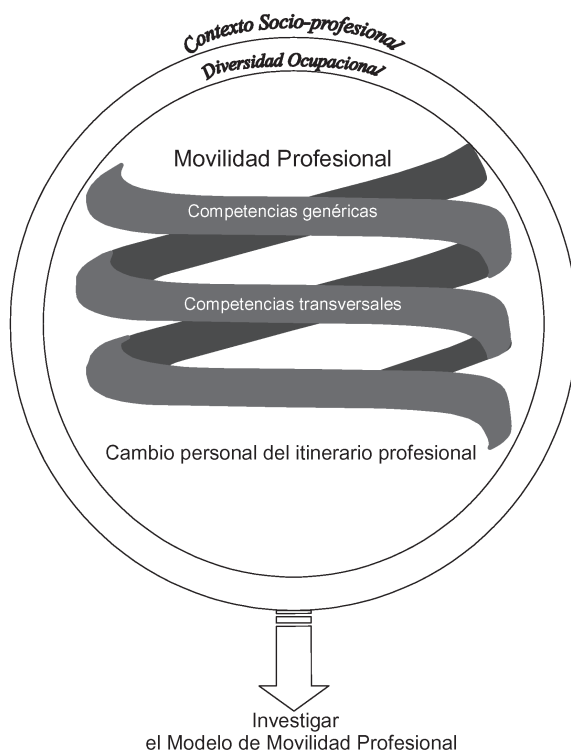 Contexto Socio-profesional
Diversidad Ocupacional
Movilidad Profesional
Competencias genéricas
Competencias transversales
Cambio personal del itinerario profesional
Investigar
el Modelo de Movilidad Profesional